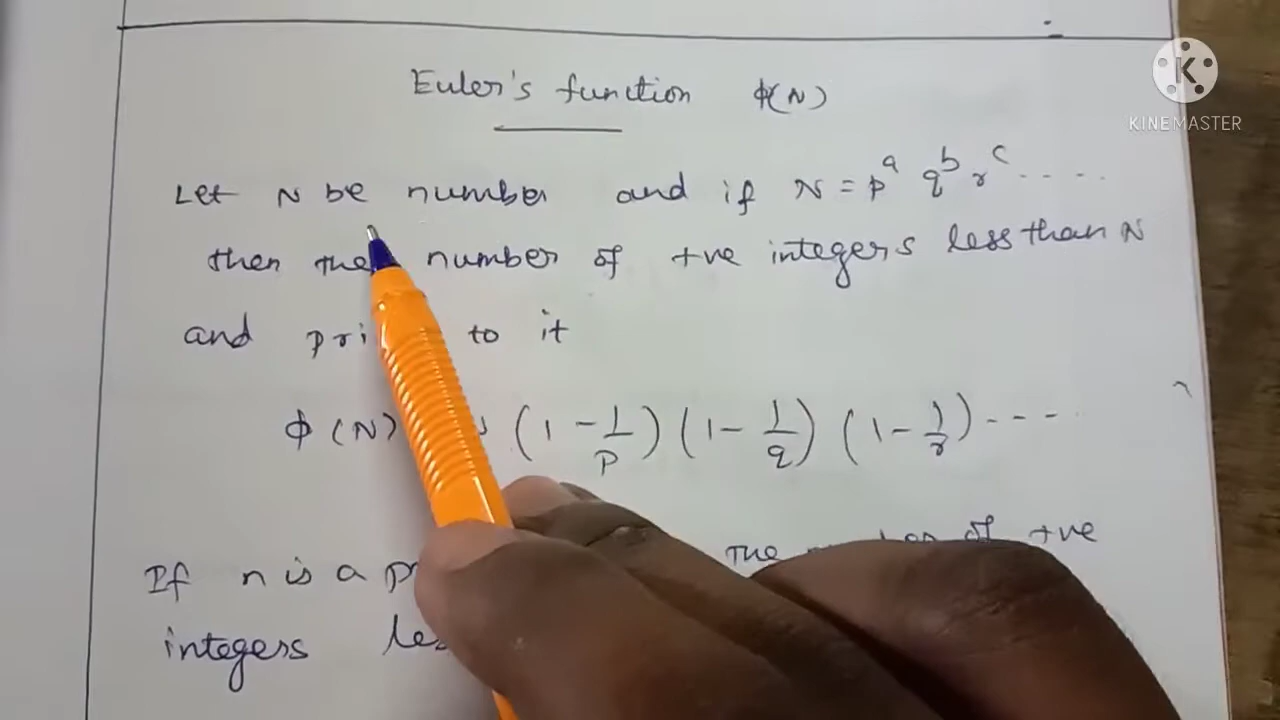 Euler's function φ(N)
K
KINEMASTER
Let N be number and if N = p^a q^b r^c .....
then the number of +ve integers less than N
and to it
φ(N) (1 - 1/p) (1 - 1/q) (1 - 1/r) ----
If n is a The of +ve
integers